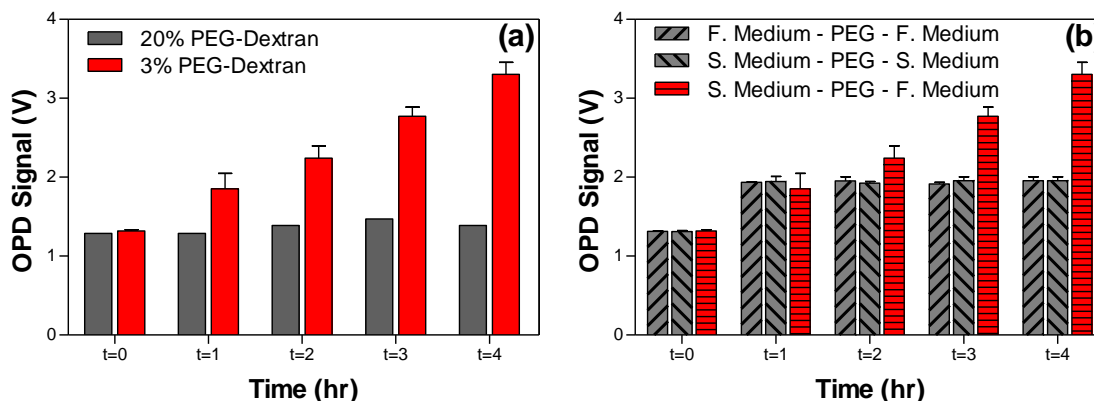 (a)
20% PEG-Dextran
3% PEG-Dextran
OPD Signal (V)
4
3
2
1
0
t=0 t=1 t=2 t=3 t=4
Time (hr)
(b
F. Medium - PEG - F. Medium
S. Medium - PEG - S. Medium
S. Medium - PEG - F. Medium
OPD Signal (V)
4
3
2
1
0
t=0 t=1 t=2 t=3 t=4
Time (hr)